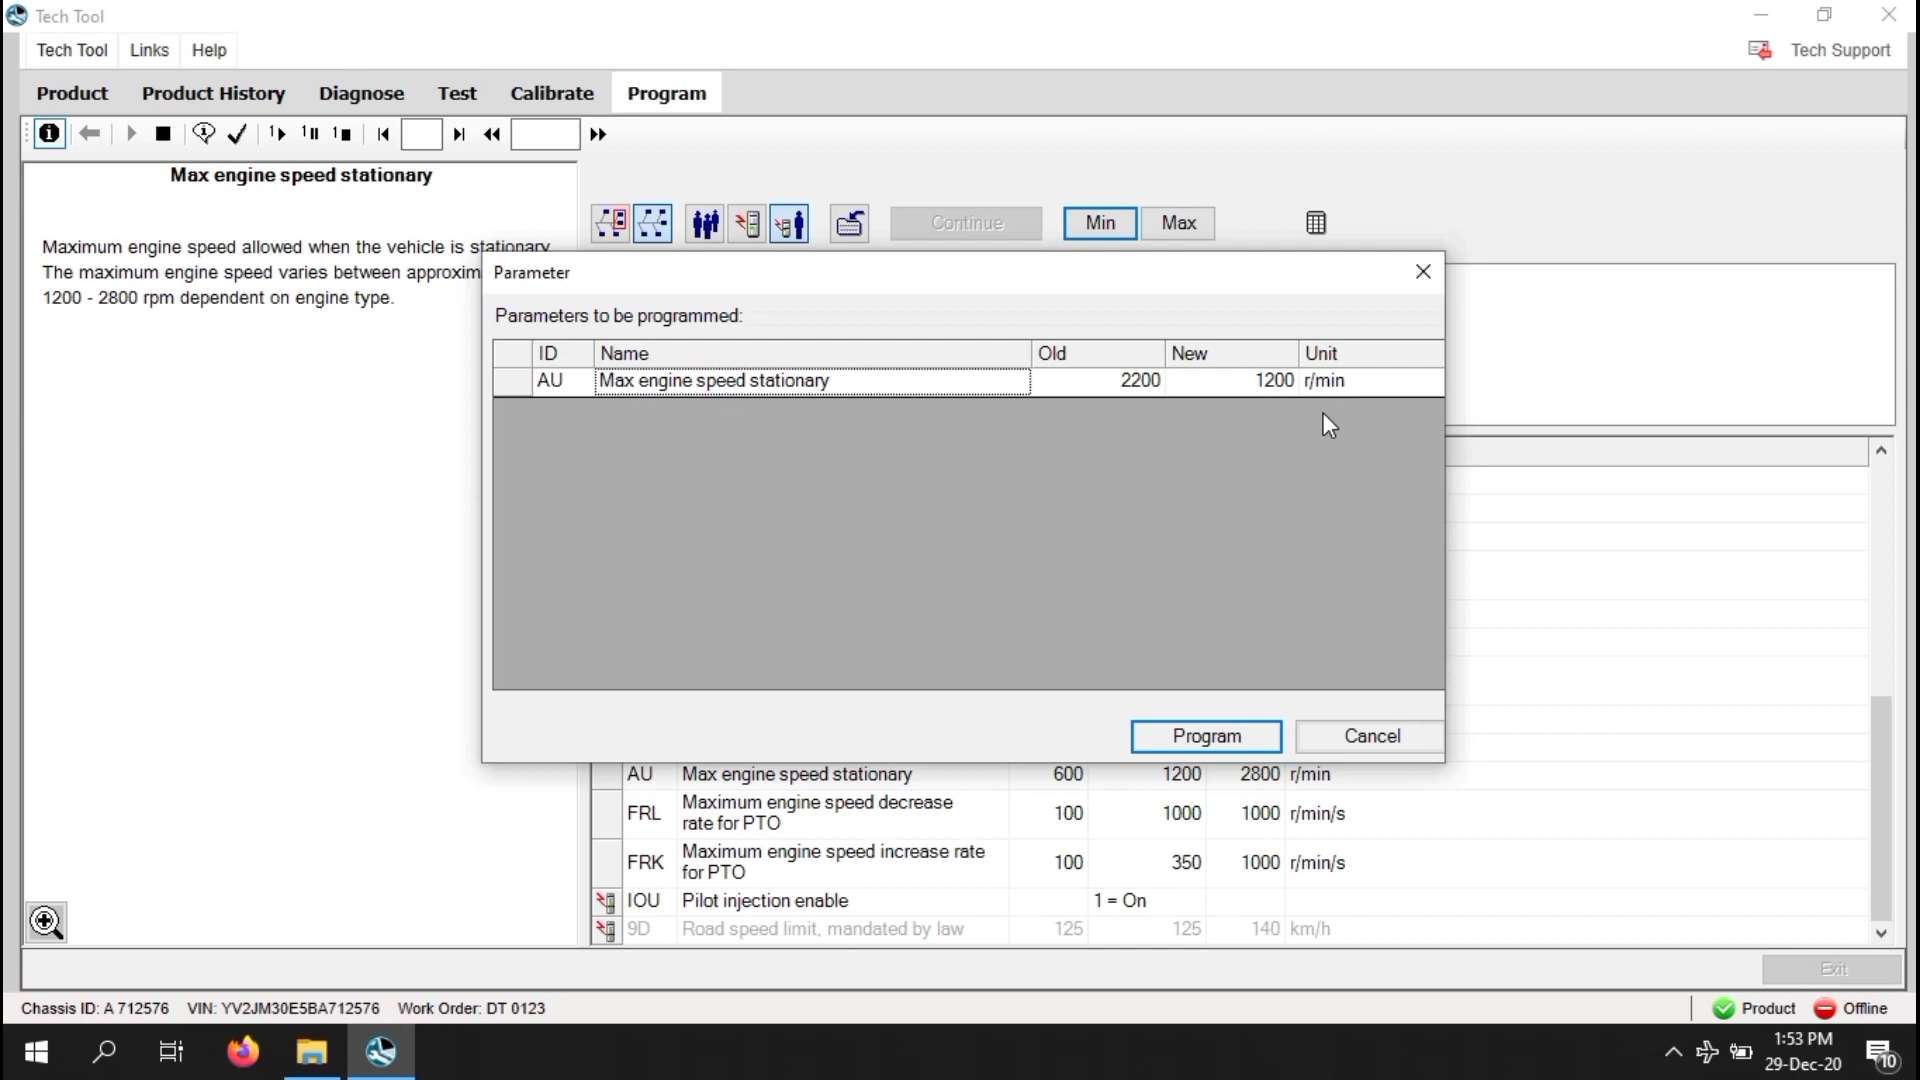 Tech Tool
Tech Tool Links Help
Tech Support
Product Product History Diagnose Test Calibrate Program
Max engine speed stationary
Continue Min Max
Maximum engine speed allowed when the vehicle is stationary
The maximum engine speed varies between
1200 - 2800 rpm dependent on engine type.
Parameter
Parameters to be programmed:
ID Name Old New Unit
AU Max engine speed stationary 2200 1200 r/min
Program Cancel
AU Max engine speed stationary 600 1200 2800 r/min
FRL Maximum engine speed decrease
rate for PTO 100 1000 1000 r/min/s
FRK Maximum engine speed increase rate
for PTO 100 350 1000 r/min/s
IOU Pilot injection enable 1 = On
9D Road speed limit, mandated by law 125 125 140 km/h
Exit
Chassis ID: A 712576 VIN: YV2JM30E5BA712576 Work Order: DT 0123
Product Offline
1:53 PM
29-Dec-20
10